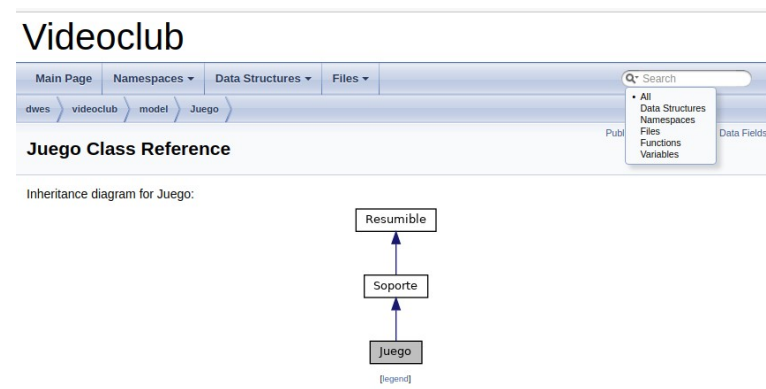 Videoclub
Main Page Namespaces Data Structures Files Search
dwes videoclub model Juego
• All
Data Structures
Namespaces
Files
Functions
Variables
Publ Data Fields
Juego Class Reference
Inheritance diagram for Juego:
Resumible
Soporte
Juego
[legend]